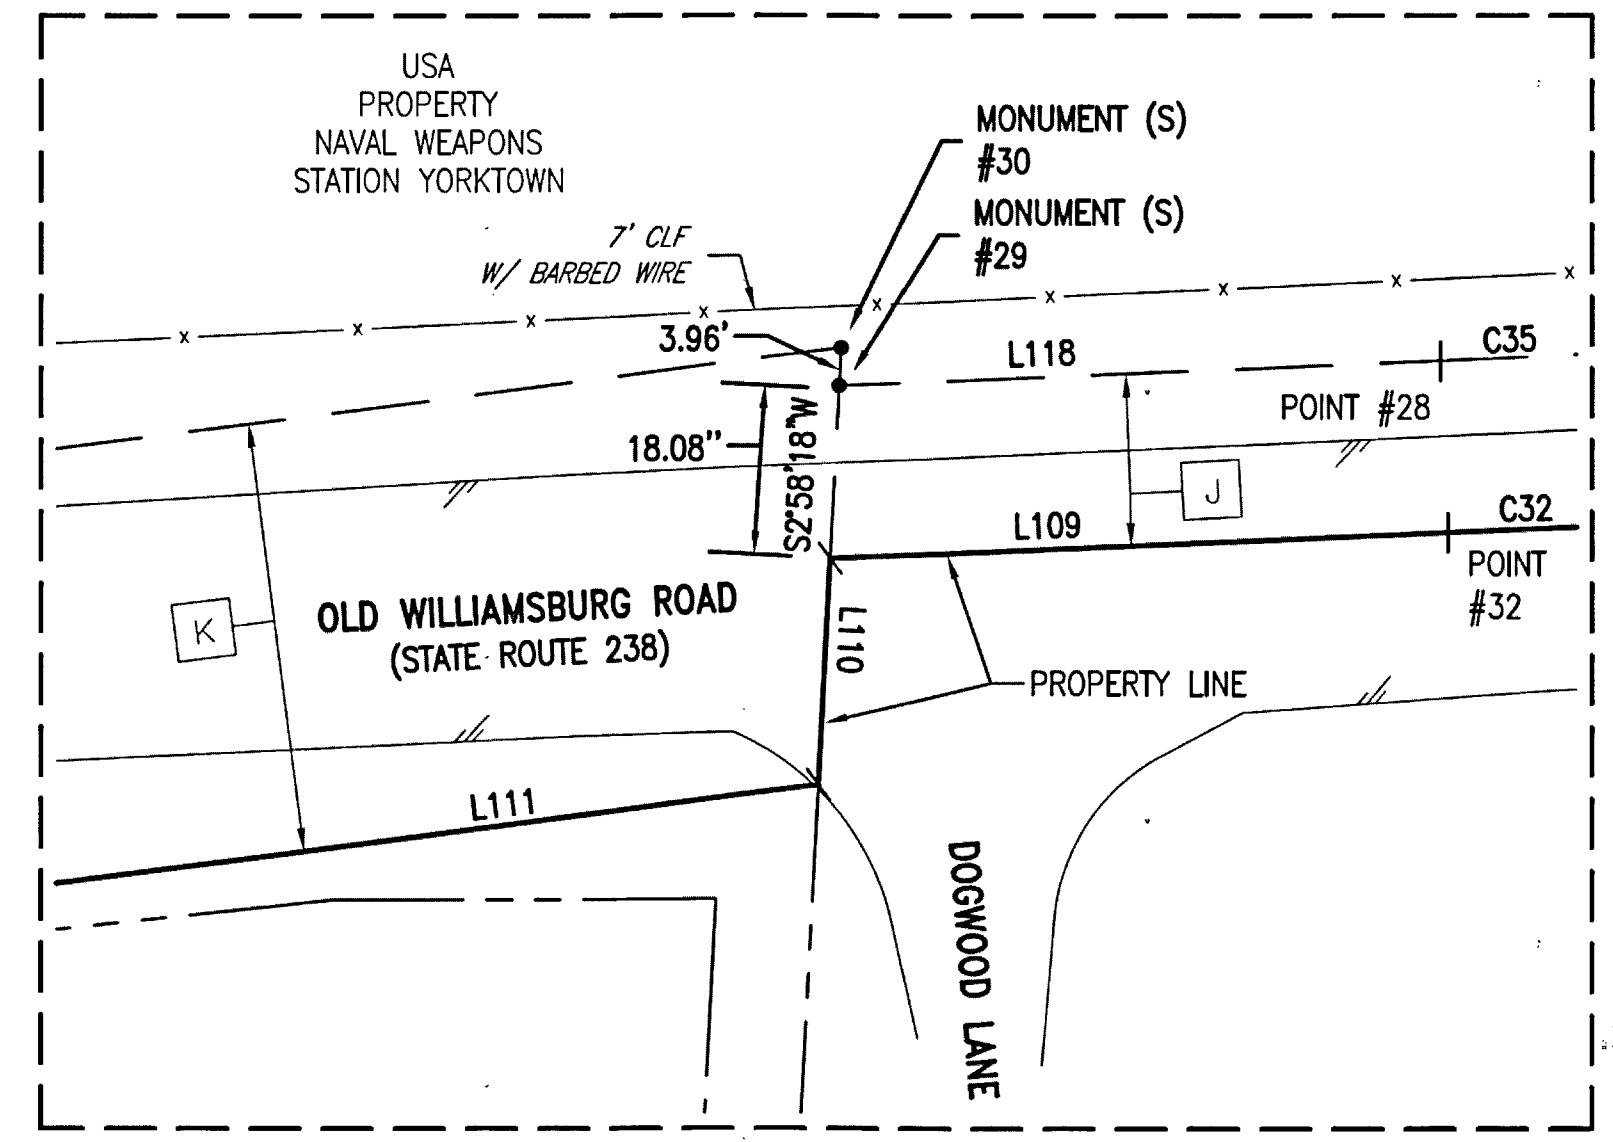 USA
PROPERTY
NAVAL WEAPONS
STATION YORKTOWN
MONUMENT (S)
#30
MONUMENT (S)
#29
7' CLF
W/ BARBED WIRE
3.96'
L118
C35
POINT #28
18.08"
S2°58'18"W
J
L109
C32
POINT
#32
K
OLD WILLIAMSBURG ROAD
(STATE ROUTE 238)
L110
PROPERTY LINE
L111
DOGWOOD LANE